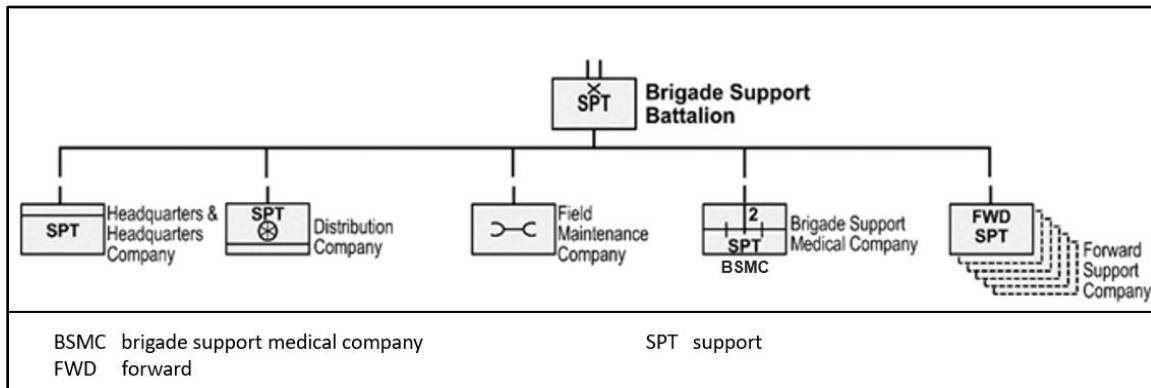 SPT
Brigade Support
Battalion
SPT
Headquarters &
Headquarters
Company
SPT
Distribution
Company
Field
Maintenance
Company
2
SPT
BSMC
Brigade Support
Medical Company
FWD
SPT
Forward
Support
Company
BSMC brigade support medical company
SPT support
FWD forward